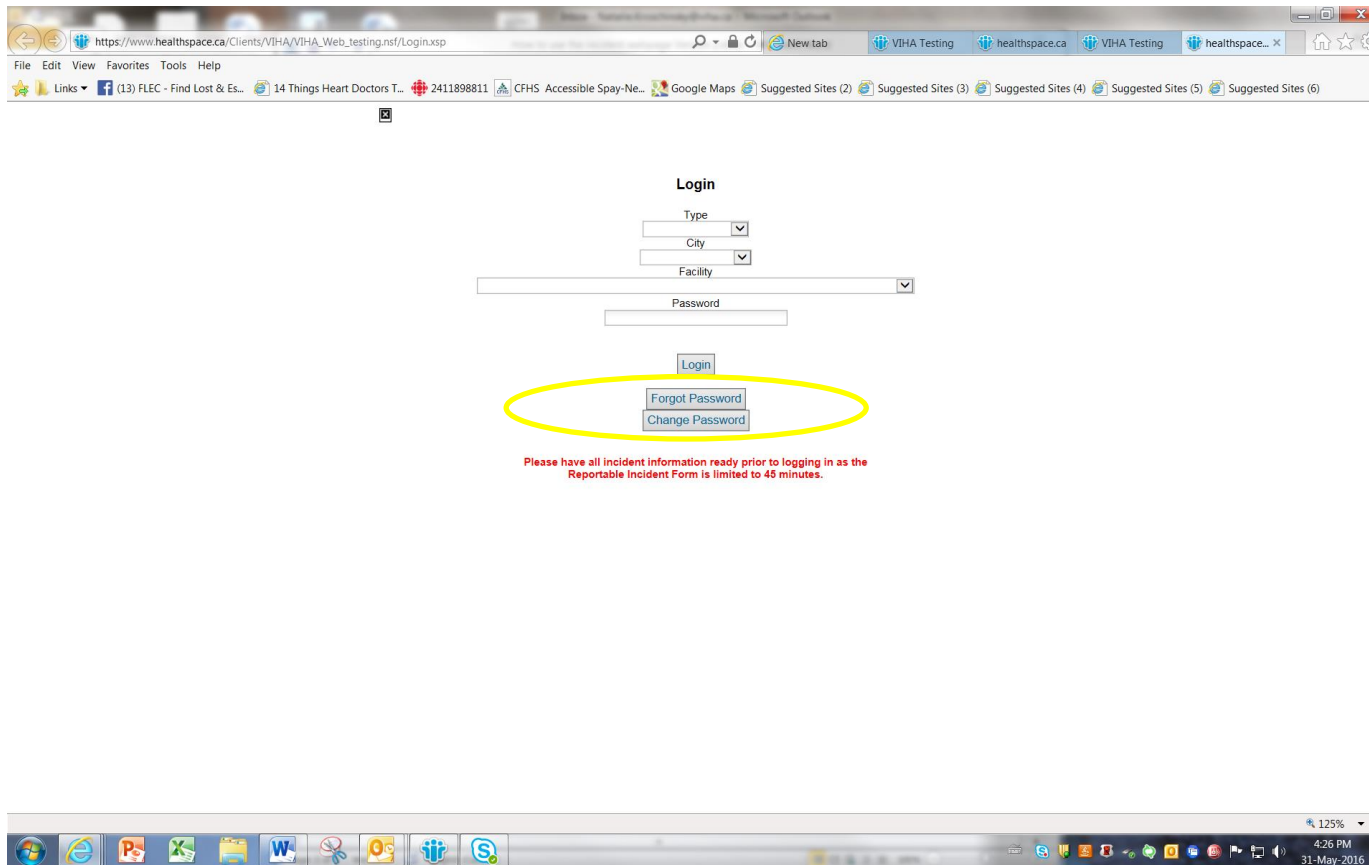 https://www.healthspace.ca/Clients/VIHA/VIHA_Web_testing.nsf/Login.xsp
New tab
VIHA Testing
healthspace.ca
VIHA Testing
healthspace...
File Edit View Favorites Tools Help
Links
(13) FLEC - Find Lost & Es...
14 Things Heart Doctors T...
2411898811
CFHS Accessible Spay-Ne...
Google Maps
Suggested Sites (2)
Suggested Sites (3)
Suggested Sites (4)
Suggested Sites (5)
Suggested Sites (6)
Login
Type
City
Facility
Password
Login
Forgot Password
Change Password
Please have all incident information ready prior to logging in as the
Reportable Incident Form is limited to 45 minutes.
125%
4:26 PM
31-May-2016